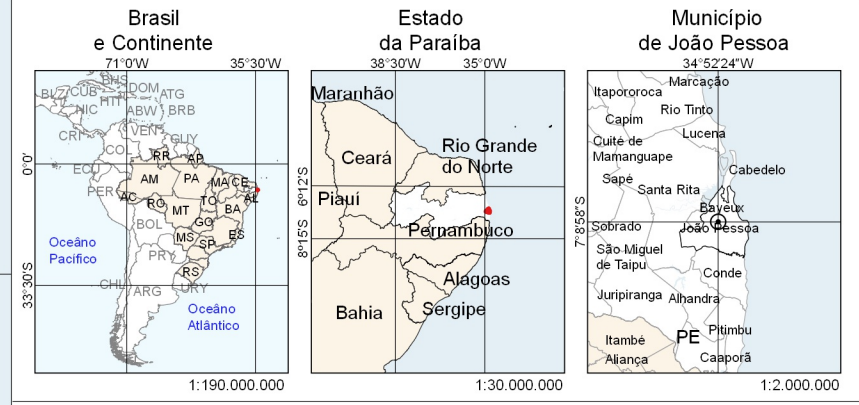 Brasil
e Continente
71°0'W
35°30'W
0°0'
33°30'S
BHS
BLZ
CUB
DOM
ATG
HTI
NIC
ABW
BRB
CRI
VEN
GUY
COL
RR
AP
ECU
AM
PA
MA
CE
PER
AC
RO
TO
AL
MT
BA
BOL
GO
MS
ES
SP
Oceâno
Pacífico
PRY
RS
CHL
ARG
URY
Oceâno
Atlântico
1:190.000.000
Estado
da Paraíba
38°30'W
35°0'W
6°12'S
8°15'S
Maranhão
Ceará
Rio Grande
do Norte
Piauí
Pernambuco
Alagoas
Bahia
Sergipe
1:30.000.000
Município
de João Pessoa
34°52'24"W
7°8'58"S
Marcação
Itapororoca
Rio Tinto
Capim
Lucena
Cuité de
Mamanguape
Cabedelo
Sapé
Santa Rita
Bayeux
Sobrado
João Pessoa
São Miguel
de Taipu
Conde
Juripiranga
Alhandra
Pitimbu
PE
Itambé
Aliança
Caaporã
1:2.000.000